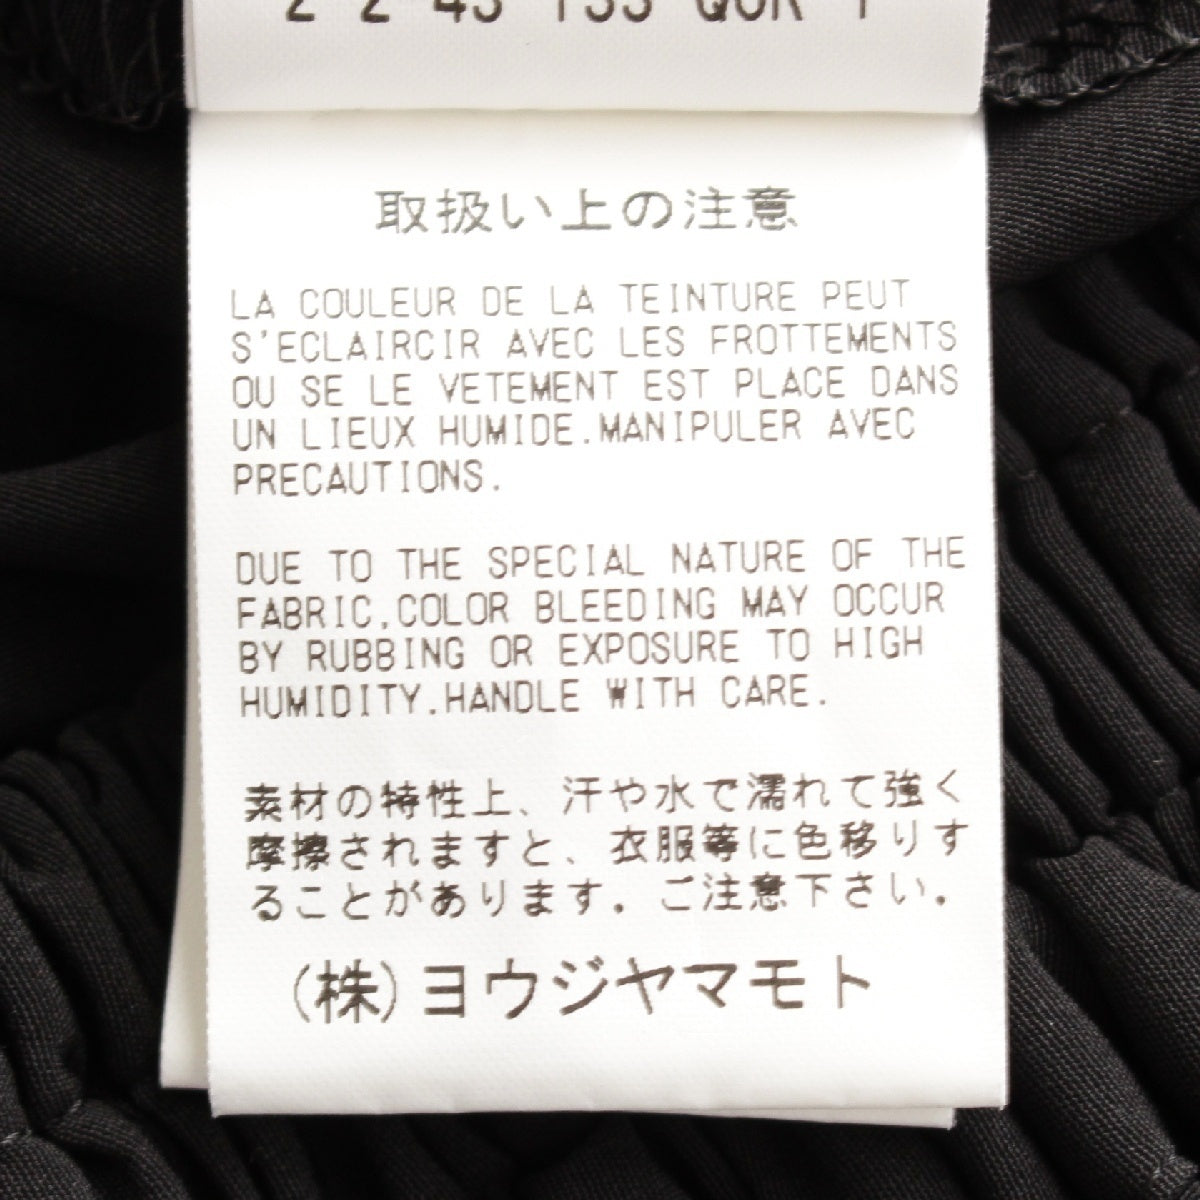 取扱い上の注意
LA COULEUR DE LA TEINTURE PEUT
S'ECLAIRCIR AVEC LES FROTTEMENTS
OU SE LE VETEMENT EST PLACE DANS
UN LIEUX HUMIDE.MANIPULER AVEC
PRECAUTIONS.
DUE TO THE SPECIAL NATURE OF THE
FABRIC,COLOR BLEEDING MAY OCCUR
BY RUBBING OR EXPOSURE TO HIGH
HUMIDITY.HANDLE WITH CARE.
素材の特性上、汗や水で濡れて強く
摩擦されますと、衣服等に色移りす
ることがあります。ご注意下さい。
(株)ヨウジヤマモト